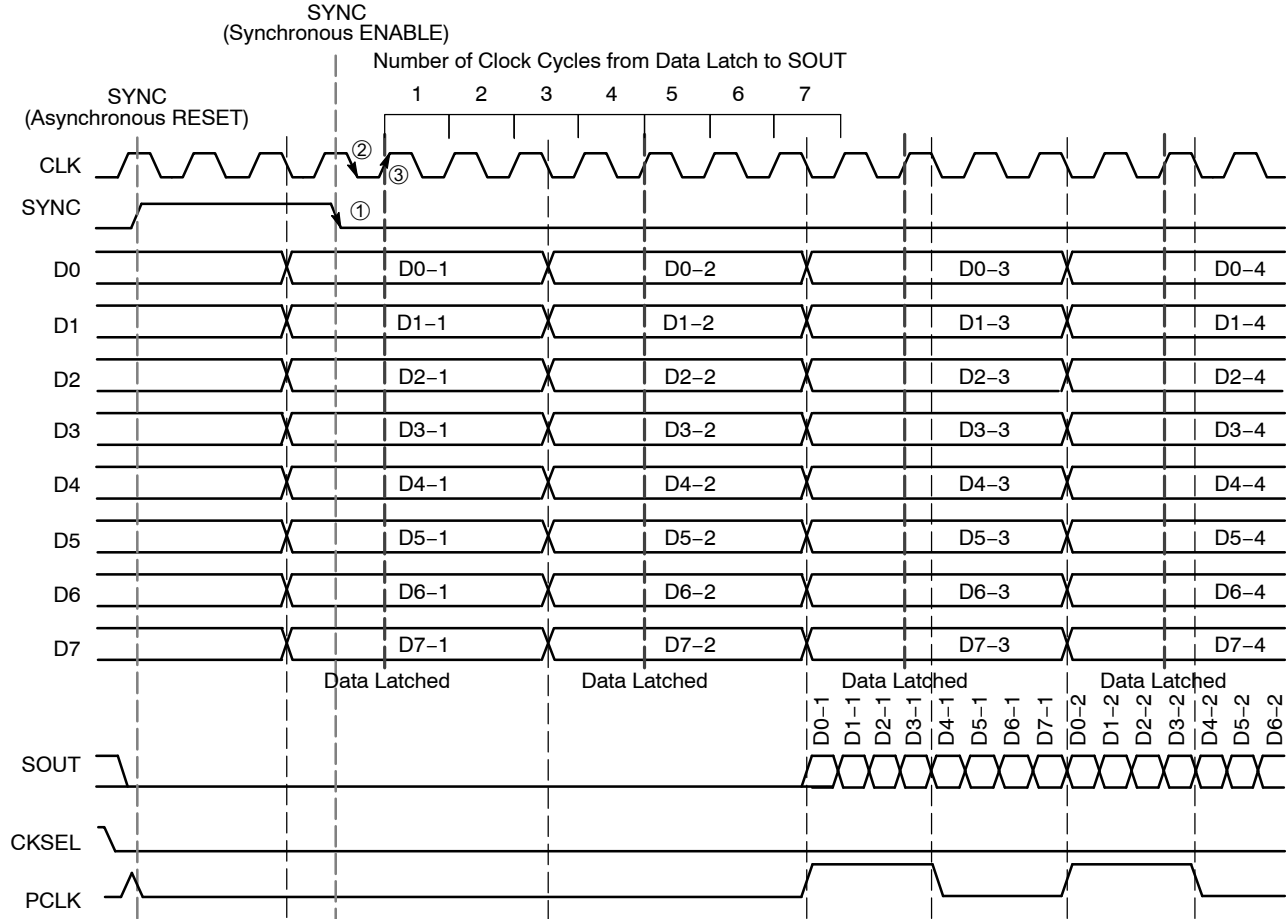 SYNC
(Synchronous ENABLE)
Number of Clock Cycles from Data Latch to SOUT
SYNC
(Asynchronous RESET)
1 2 3 4 5 6 7
CLK ② ③
SYNC ①
D0 D0−1 D0−2 D0−3 D0−4
D1 D1−1 D1−2 D1−3 D1−4
D2 D2−1 D2−2 D2−3 D2−4
D3 D3−1 D3−2 D3−3 D3−4
D4 D4−1 D4−2 D4−3 D4−4
D5 D5−1 D5−2 D5−3 D5−4
D6 D6−1 D6−2 D6−3 D6−4
D7 D7−1 D7−2 D7−3 D7−4
Data Latched Data Latched Data Latched Data Latched
D0−1 D1−1 D2−1 D3−1 D4−1 D5−1 D6−1 D7−1 D0−2 D1−2 D2−2 D3−2 D4−2 D5−2 D6−2
SOUT
CKSEL
PCLK